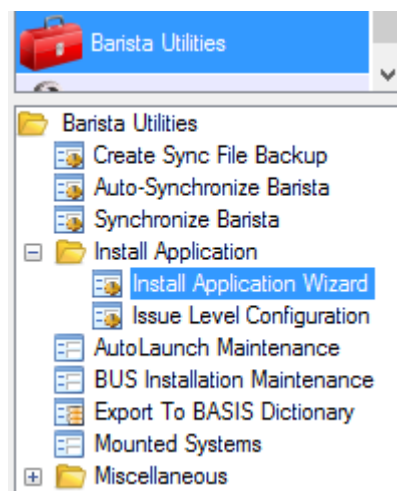 Barista Utilities
Barista Utilities
Create Sync File Backup
Auto-Synchronize Barista
Synchronize Barista
Install Application
Install Application Wizard
Issue Level Configuration
AutoLaunch Maintenance
BUS Installation Maintenance
Export To BASIS Dictionary
Mounted Systems
Miscellaneous